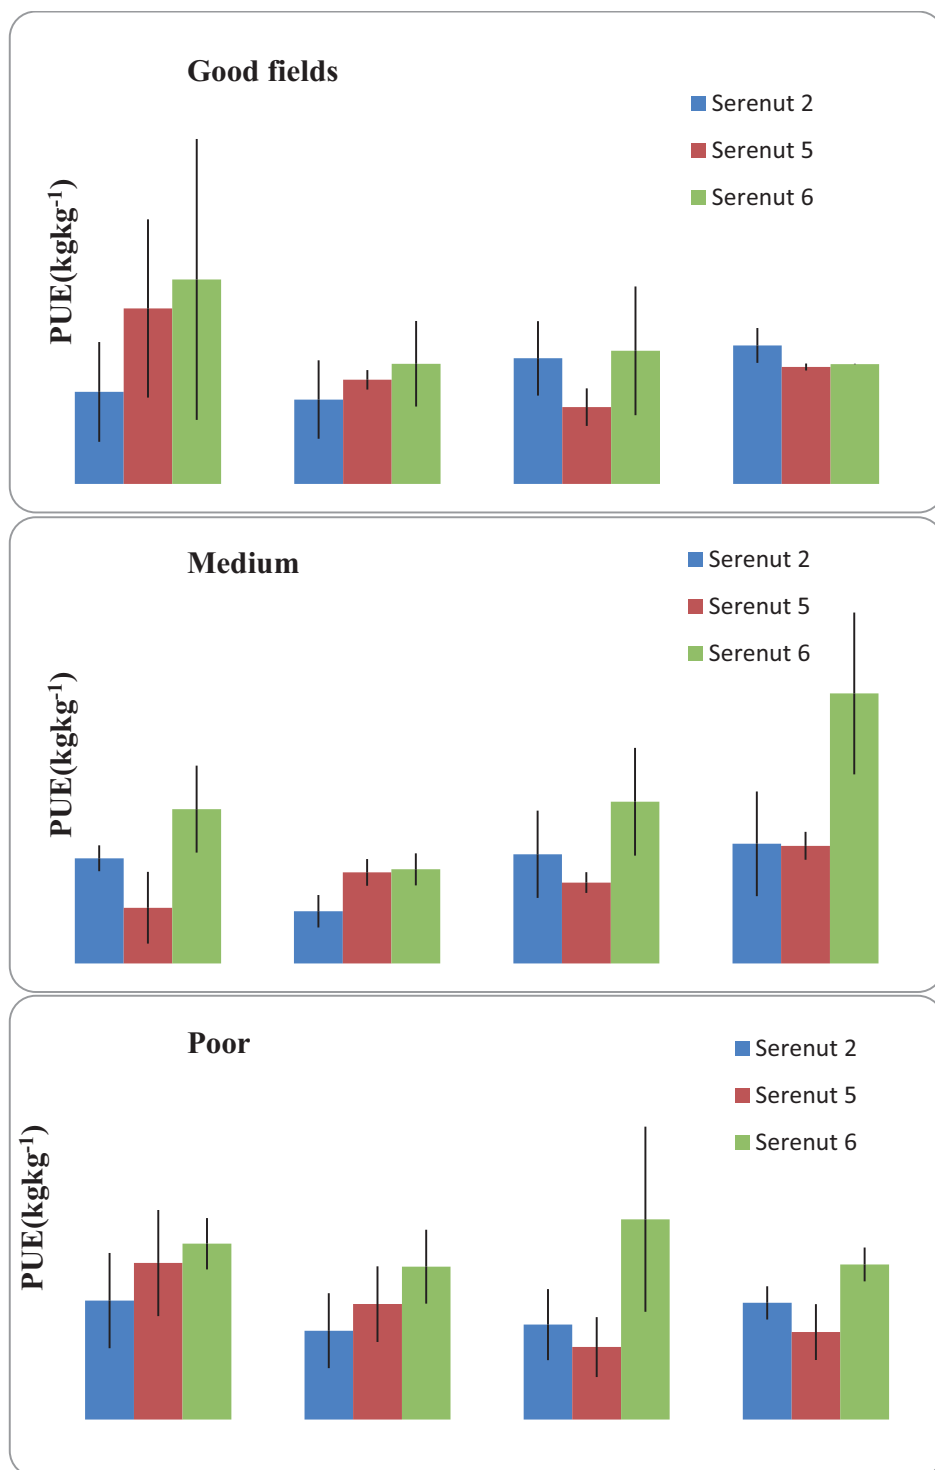 Good fields
Serenut 2
Serenut 5
Serenut 6
PUE(kgkg⁻¹)
Medium
Serenut 2
Serenut 5
Serenut 6
PUE(kgkg⁻¹)
Poor
Serenut 2
Serenut 5
Serenut 6
PUE(kgkg⁻¹)